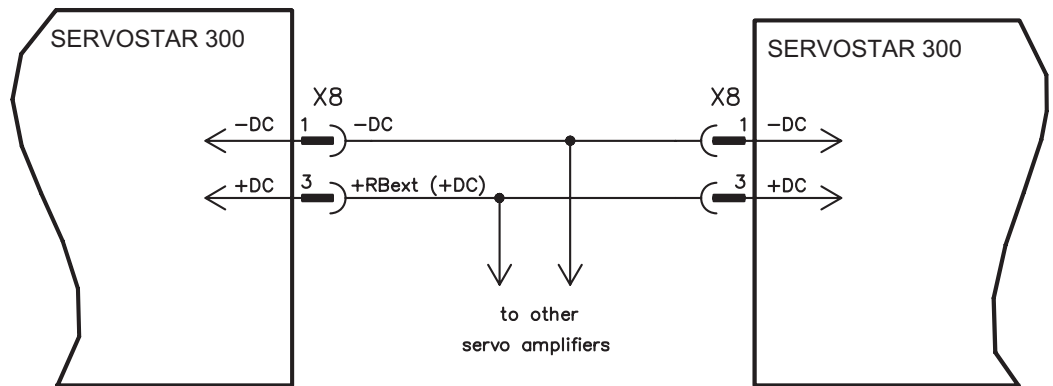 SERVOSTAR 300
SERVOSTAR 300
X8
X8
−DC
1
−DC
1
−DC
+DC
3
+RBext (+DC)
3
+DC
to other
servo amplifiers